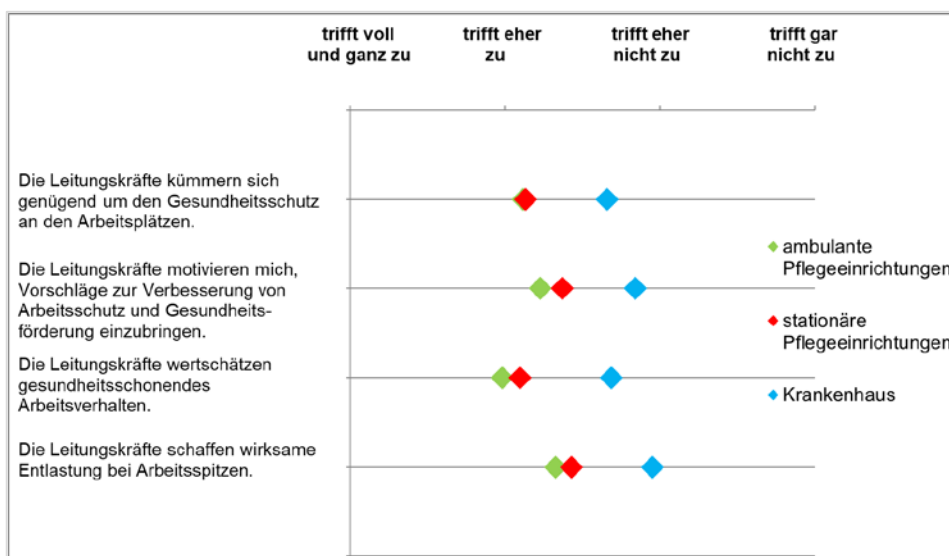 trifft voll
und ganz zu
trifft eher
zu
trifft eher
nicht zu
trifft gar
nicht zu
Die Leitungskräfte kümmern sich
genügend um den Gesundheitsschutz
an den Arbeitsplätzen.
Die Leitungskräfte motivieren mich,
Vorschläge zur Verbesserung von
Arbeitsschutz und Gesundheits-
förderung einzubringen.
Die Leitungskräfte wertschätzen
gesundheitsschonendes
Arbeitsverhalten.
Die Leitungskräfte schaffen wirksame
Entlastung bei Arbeitsspitzen.
ambulante
Pflegeeinrichtungen
stationäre
Pflegeeinrichtungen
Krankenhaus